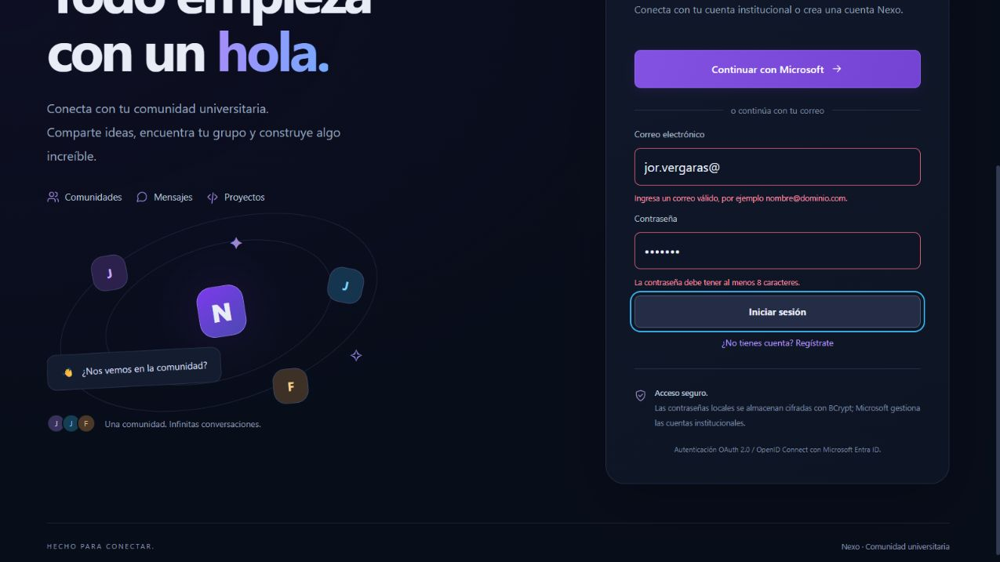 Todo empieza
con un hola.
Conecta con tu comunidad universitaria.
Comparte ideas, encuentra tu grupo y construye algo
increíble.
Comunidades
Mensajes
Proyectos
J
J
N
👋 ¿Nos vemos en la comunidad?
F
J J F
Una comunidad. Infinitas conversaciones.
Conecta con tu cuenta institucional o crea una cuenta Nexo.
Continuar con Microsoft →
o continúa con tu correo
Correo electrónico
jor.vergaras@
Ingresa un correo válido, por ejemplo nombre@dominio.com.
Contraseña
•••••••
La contraseña debe tener al menos 8 caracteres.
Iniciar sesión
¿No tienes cuenta? Regístrate
Acceso seguro.
Las contraseñas locales se almacenan cifradas con BCrypt; Microsoft gestiona
las cuentas institucionales.
Autenticación OAuth 2.0 / OpenID Connect con Microsoft Entra ID.
HECHO PARA CONECTAR.
Nexo · Comunidad universitaria